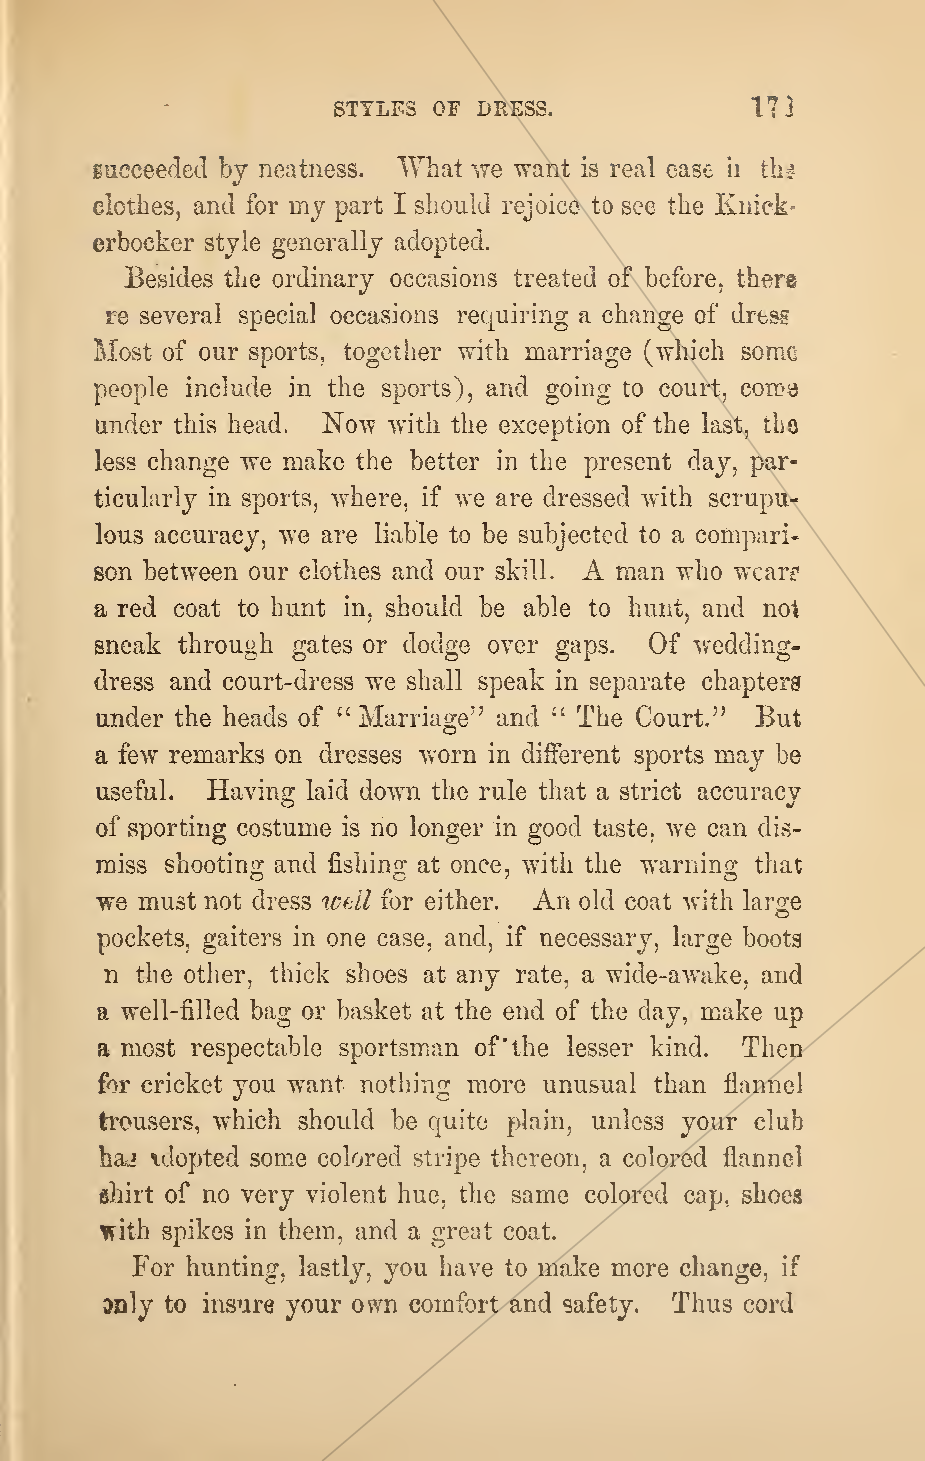 STYLES OF DRESS. 173
succeeded by neatness. What we want is real ease in the
clothes, and for my part I should rejoice to see the Knick-
erbocker style generally adopted.
Besides the ordinary occasions treated of before, there
re several special occasions requiring a change of dress
Most of our sports, together with marriage (which some
people include in the sports), and going to court, come
under this head. Now with the exception of the last, the
less change we make the better in the present day, par-
ticularly in sports, where, if we are dressed with scrupu-
lous accuracy, we are liable to be subjected to a compari-
son between our clothes and our skill. A man who wears
a red coat to hunt in, should be able to hunt, and not
sneak through gates or dodge over gaps. Of wedding-
dress and court-dress we shall speak in separate chapters
under the heads of “Marriage” and “The Court.” But
a few remarks on dresses worn in different sports may be
useful. Having laid down the rule that a strict accuracy
of sporting costume is no longer in good taste, we can dis-
miss shooting and fishing at once, with the warning that
we must not dress well for either. An old coat with large
pockets, gaiters in one case, and, if necessary, large boots
n the other, thick shoes at any rate, a wide-awake, and
a well-filled bag or basket at the end of the day, make up
a most respectable sportsman of the lesser kind. Then
for cricket you want nothing more unusual than flannel
trousers, which should be quite plain, unless your club
has adopted some colored stripe thereon, a colored flannel
shirt of no very violent hue, the same colored cap, shoes
with spikes in them, and a great coat.
For hunting, lastly, you have to make more change, if
only to insure your own comfort and safety. Thus cord